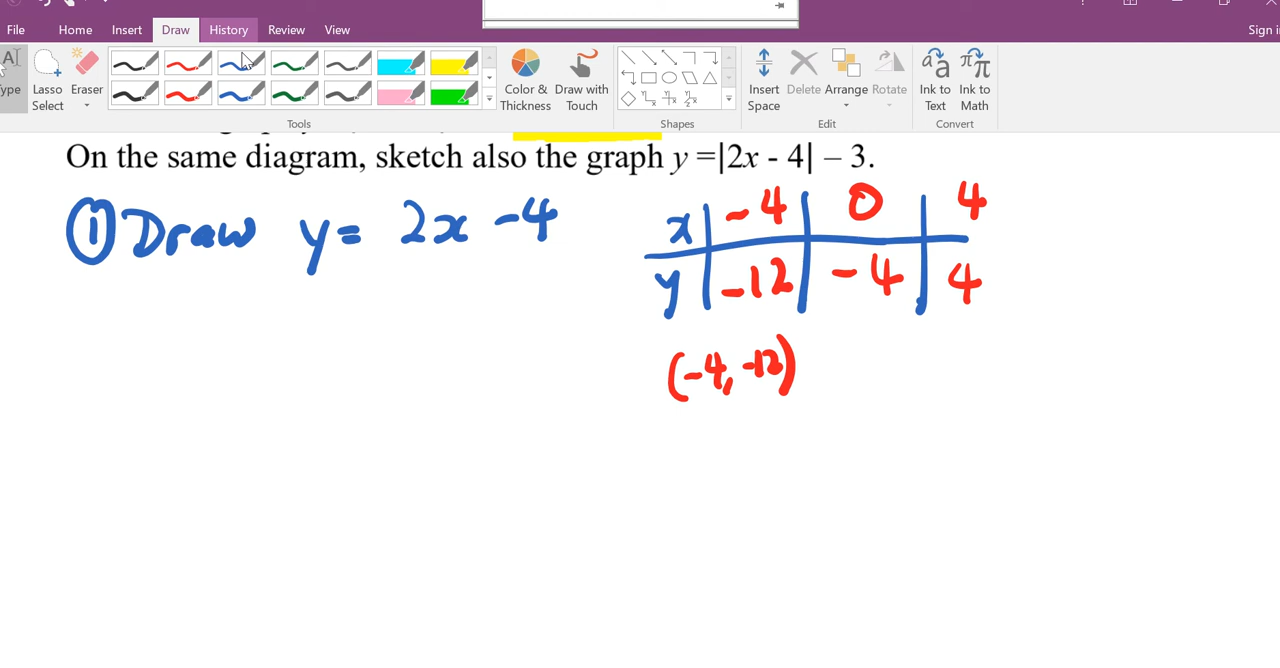 File Home Insert Draw History Review View Sign i
Type Lasso Select Eraser Color & Thickness Draw with Touch Insert Space Delete Arrange Rotate Ink to Text Ink to Math
Tools Shapes Edit Convert
On the same diagram, sketch also the graph y =|2x - 4| – 3.
① Draw y = 2x - 4
x | -4 | 0 | 4
y | -12 | -4 | 4
(-4, -12)